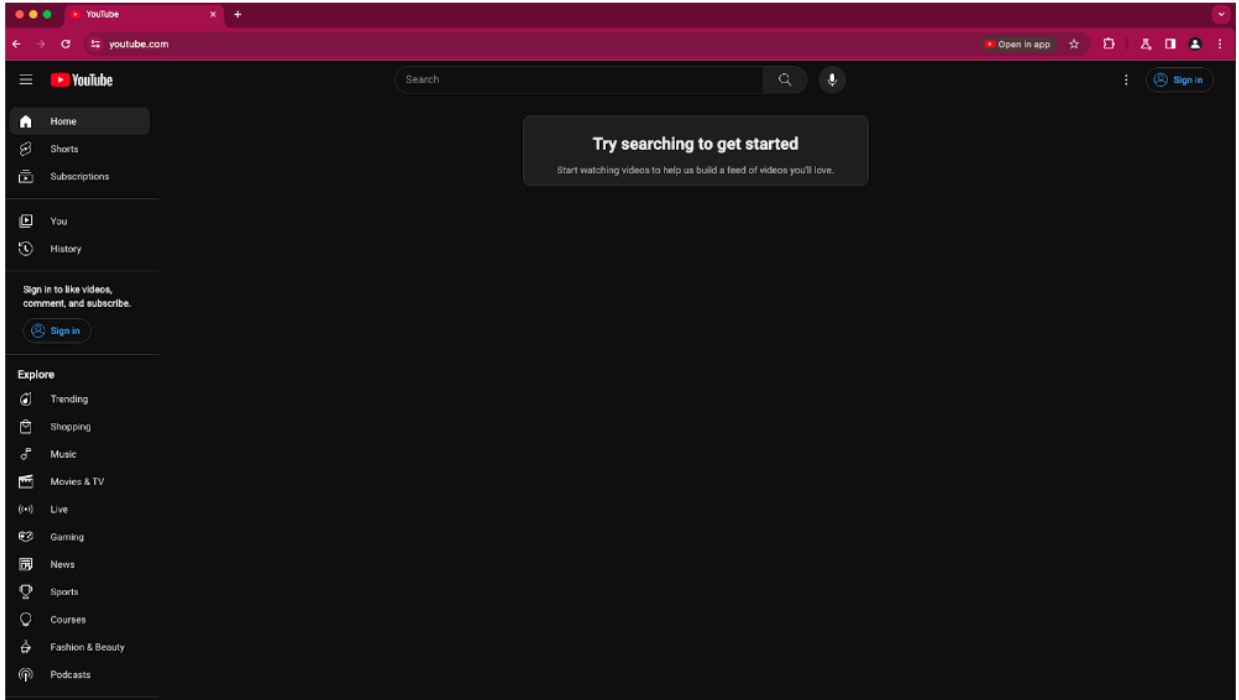 YouTube
youtube.com
Open in app
YouTube
Search
Sign in
Home
Shorts
Subscriptions
You
History
Sign in to like videos,
comment, and subscribe.
Sign in
Explore
Trending
Shopping
Music
Movies & TV
Live
Gaming
News
Sports
Courses
Fashion & Beauty
Podcasts
Try searching to get started
Start watching videos to help us build a feed of videos you'll love.